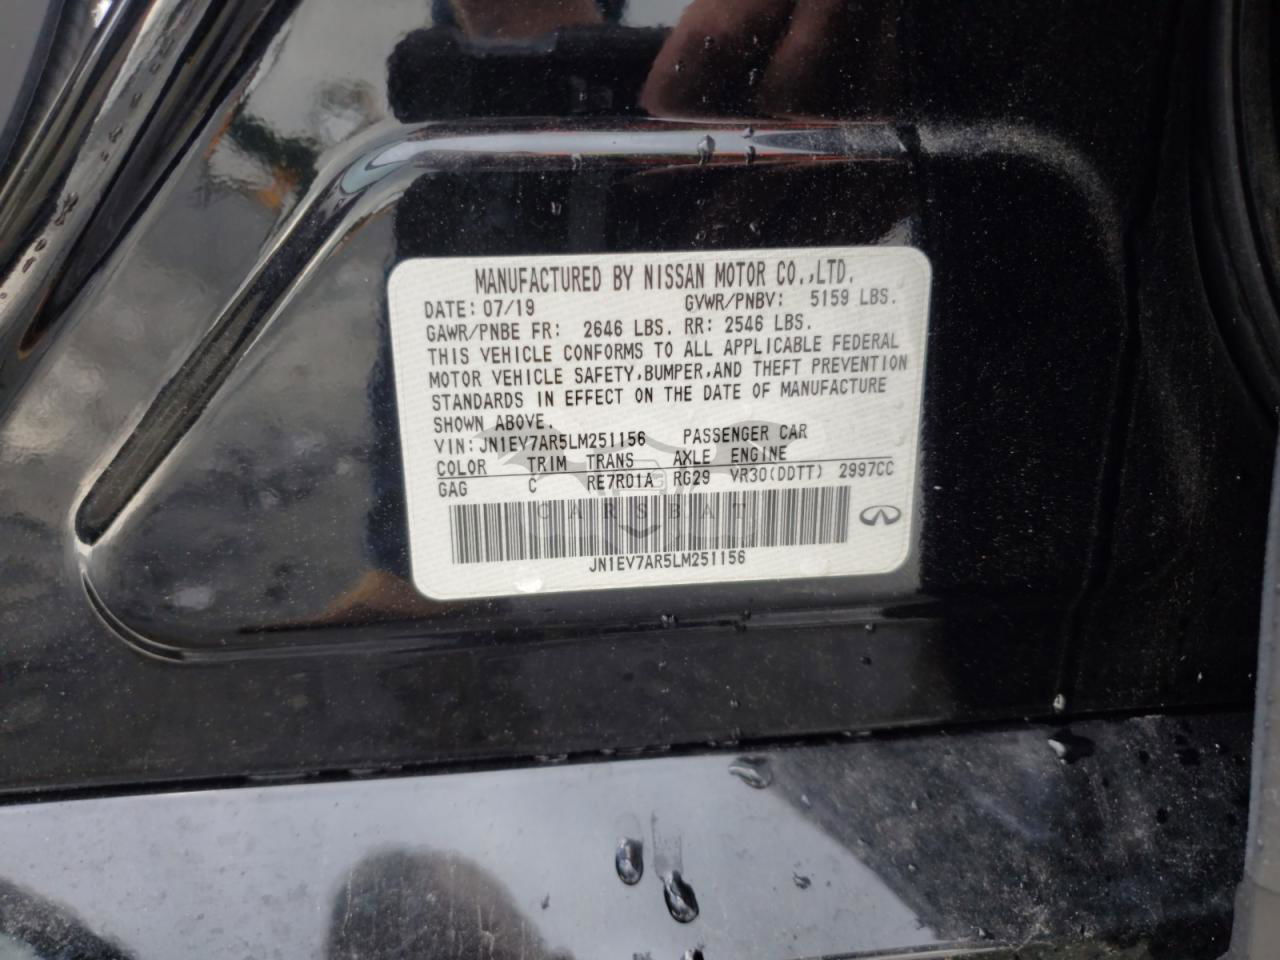 MANUFACTURED BY NISSAN MOTOR CO.,LTD.
DATE: 07/19 GVWR/PNBV: 5159 LBS.
GAWR/PNBE FR: 2646 LBS. RR: 2546 LBS.
THIS VEHICLE CONFORMS TO ALL APPLICABLE FEDERAL
MOTOR VEHICLE SAFETY,BUMPER,AND THEFT PREVENTION
STANDARDS IN EFFECT ON THE DATE OF MANUFACTURE
SHOWN ABOVE.
VIN:JN1EV7AR5LM251156 PASSENGER CAR
COLOR TRIM TRANS AXLE ENGINE
GAG C RE7R01A RG29 VR30(DDTT) 2997CC
CARSBAT
JN1EV7AR5LM251156